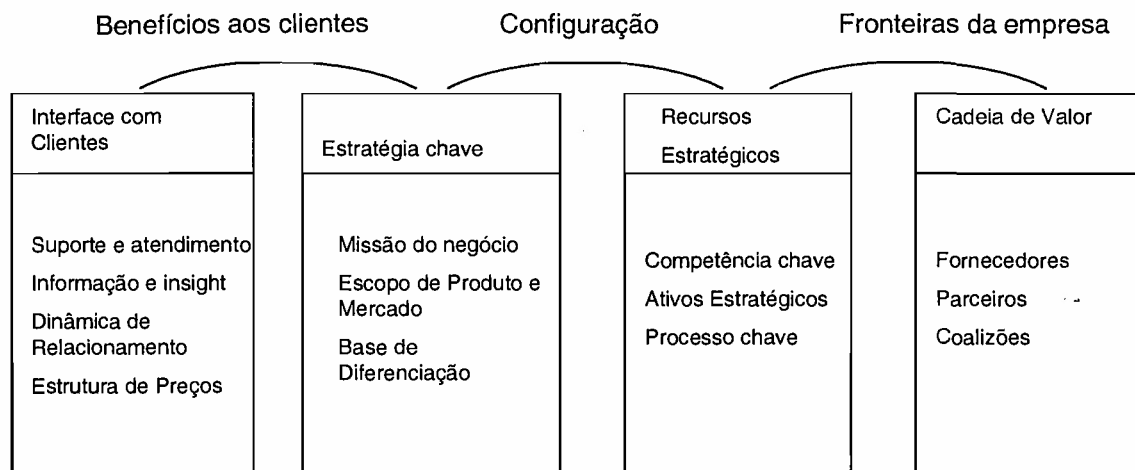 Benefícios aos clientes
Configuração
Fronteiras da empresa
Interface com
Clientes
Suporte e atendimento
Informação e insight
Dinâmica de
Relacionamento
Estrutura de Preços
Estratégia chave
Missão do negócio
Escopo de Produto e
Mercado
Base de
Diferenciação
Recursos
Estratégicos
Competência chave
Ativos Estratégicos
Processo chave
Cadeia de Valor
Fornecedores
Parceiros
Coalizões